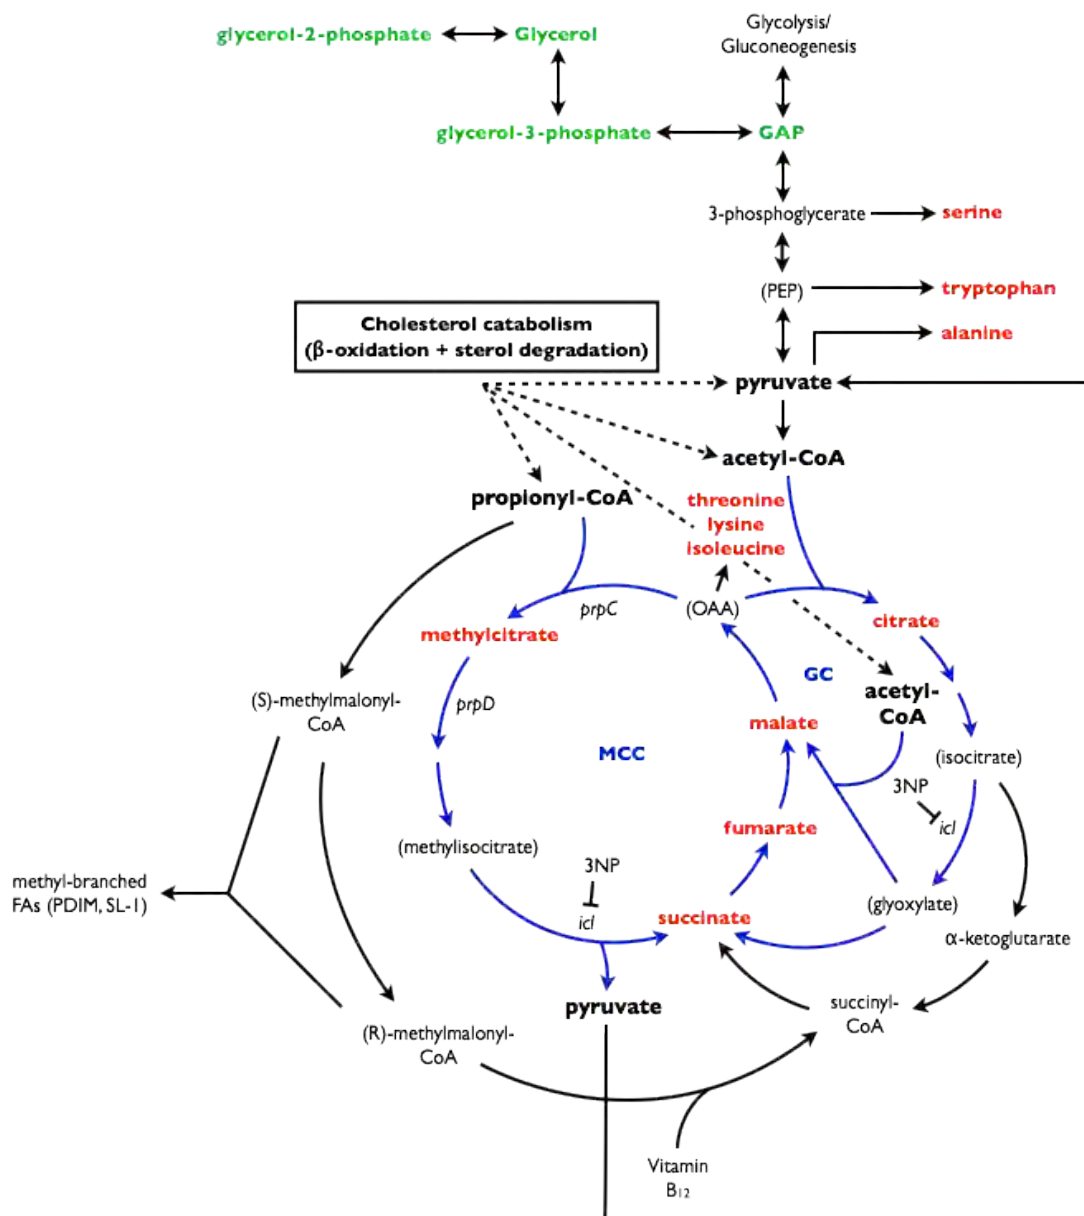 glycerol-2-phosphate
Glycerol
Glycolysis/
Gluconeogenesis
glycerol-3-phosphate
GAP
3-phosphoglycerate
serine
(PEP)
tryptophan
alanine
Cholesterol catabolism
(β-oxidation + sterol degradation)
pyruvate
acetyl-CoA
propionyl-CoA
threonine
lysine
isoleucine
prpC
(OAA)
methylcitrate
citrate
(S)-methylmalonyl-
CoA
prpD
GC
acetyl-
CoA
malate
MCC
(isocitrate)
3NP
icl
fumarate
(methylisocitrate)
3NP
icl
methyl-branched
FAs (PDIM, SL-1)
succinate
(glyoxylate)
α-ketoglutarate
pyruvate
succinyl-
CoA
(R)-methylmalonyl-
CoA
Vitamin
B₁₂